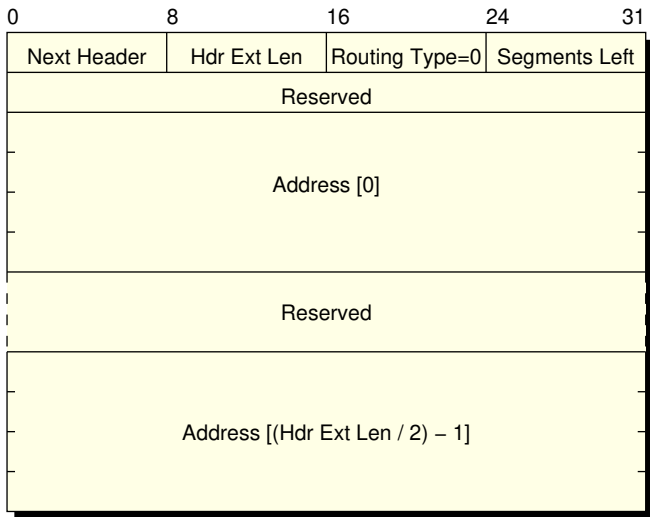 0 8 16 24 31
Next Header Hdr Ext Len Routing Type=0 Segments Left
Reserved
Address [0]
Reserved
Address [(Hdr Ext Len / 2) − 1]